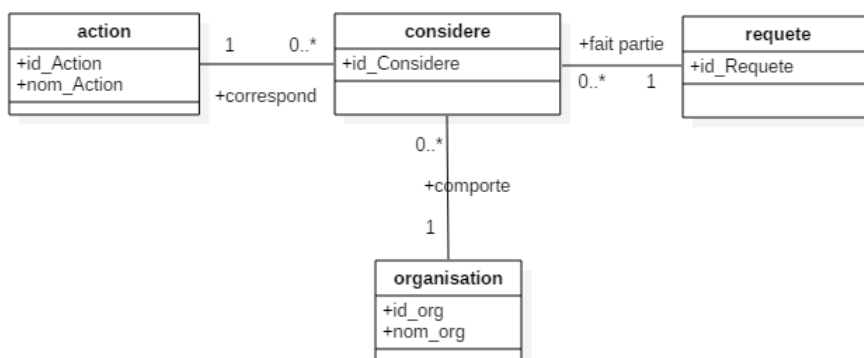 action
+id_Action
+nom_Action
1
0..*
+correspond
considere
+id_Considere
+fait partie
0..*
1
requete
+id_Requete
0..*
+comporte
1
organisation
+id_org
+nom_org